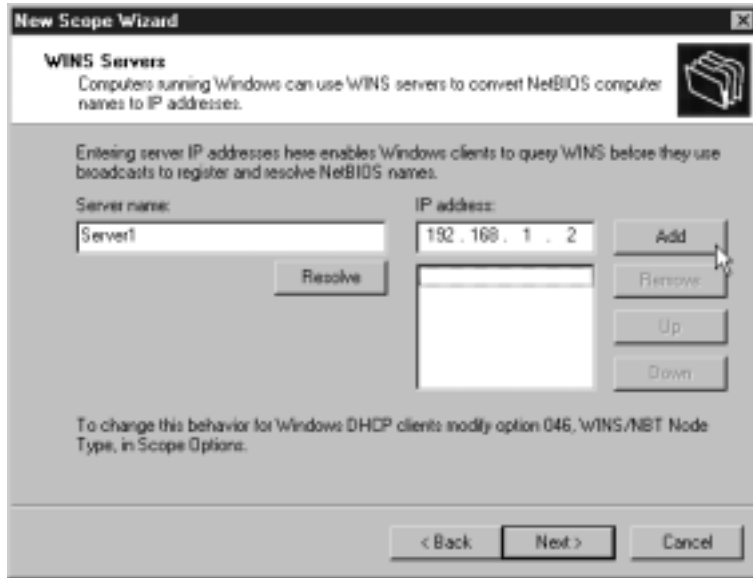 New Scope Wizard
WINS Servers
Computers running Windows can use WINS servers to convert NetBIOS computer
names to IP addresses.
Entering server IP addresses here enables Windows clients to query WINS before they use
broadcasts to register and resolve NetBIOS names.
Server name: IP address:
Server1 192 . 168 . 1 . 2 Add
Resolve Remove
Up
Down
To change this behavior for Windows DHCP clients modify option 046, WINS/NBT Node
Type, in Scope Options.
< Back Next > Cancel